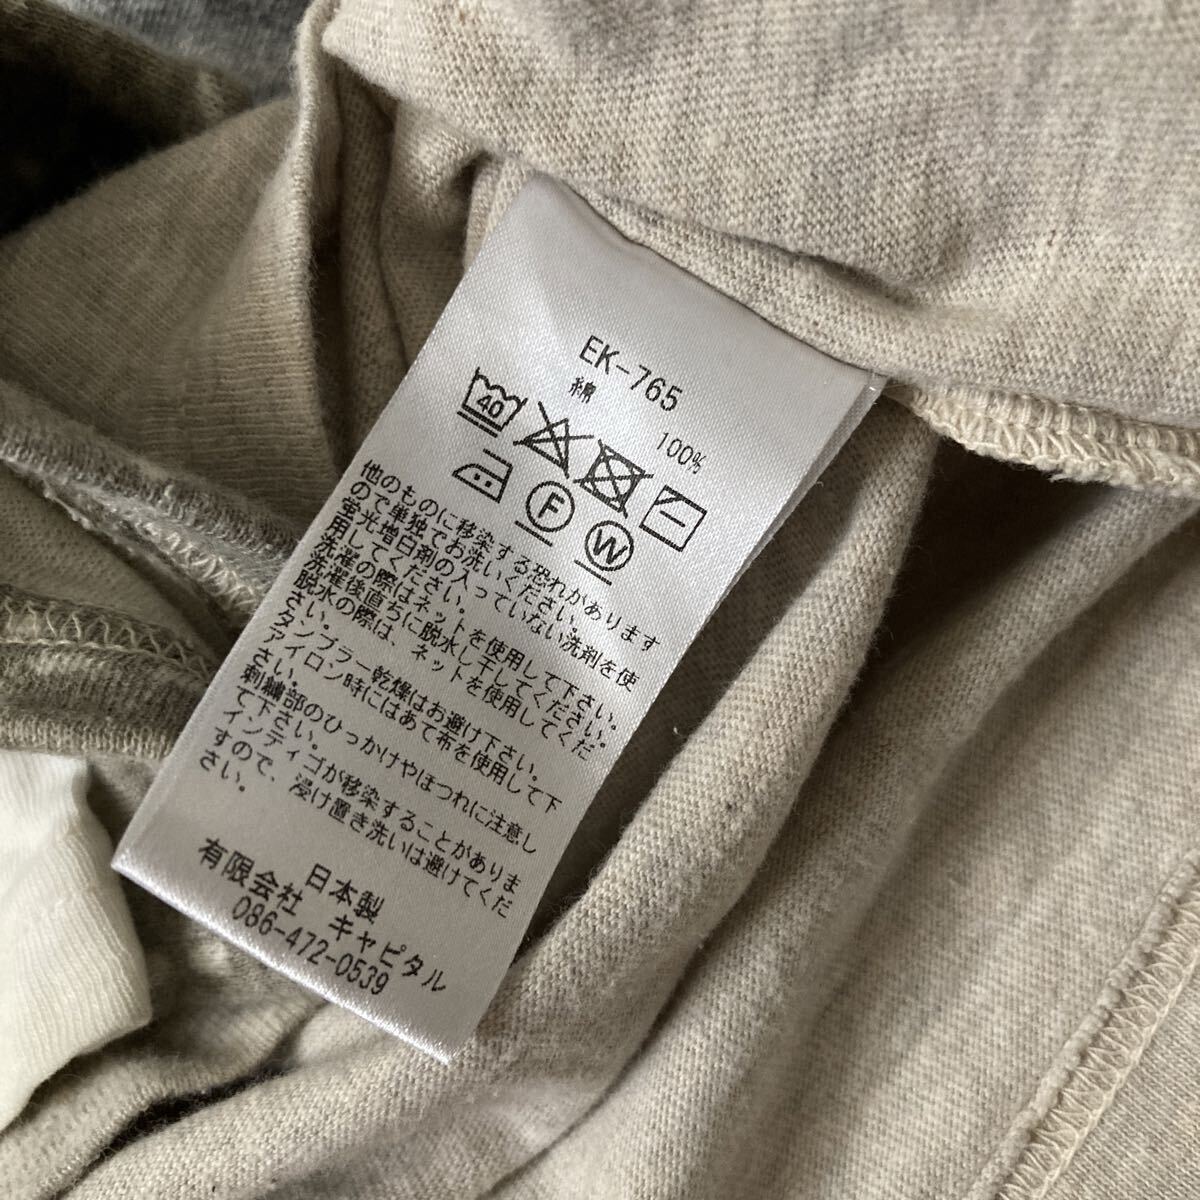 EK-765
綿 100%
40
F W
他のものに移染する恐れがあります
ので単独でお洗いください。
蛍光増白剤の入っていない洗剤を使
用してください。
洗濯の際はネットを使用して下さい。
洗濯後直ちに脱水し干してください。
脱水の際は、ネットを使用してくだ
さい。
タンブラー乾燥はお避け下さい。
アイロン時にはあて布を使用して下
さい。
刺繍部のひっかけやほつれに注意し
て下さい。
インディゴが移染することがありま
すので、浸け置き洗いは避けてくだ
さい。
日本製
有限会社 キャピタル
086-472-0539